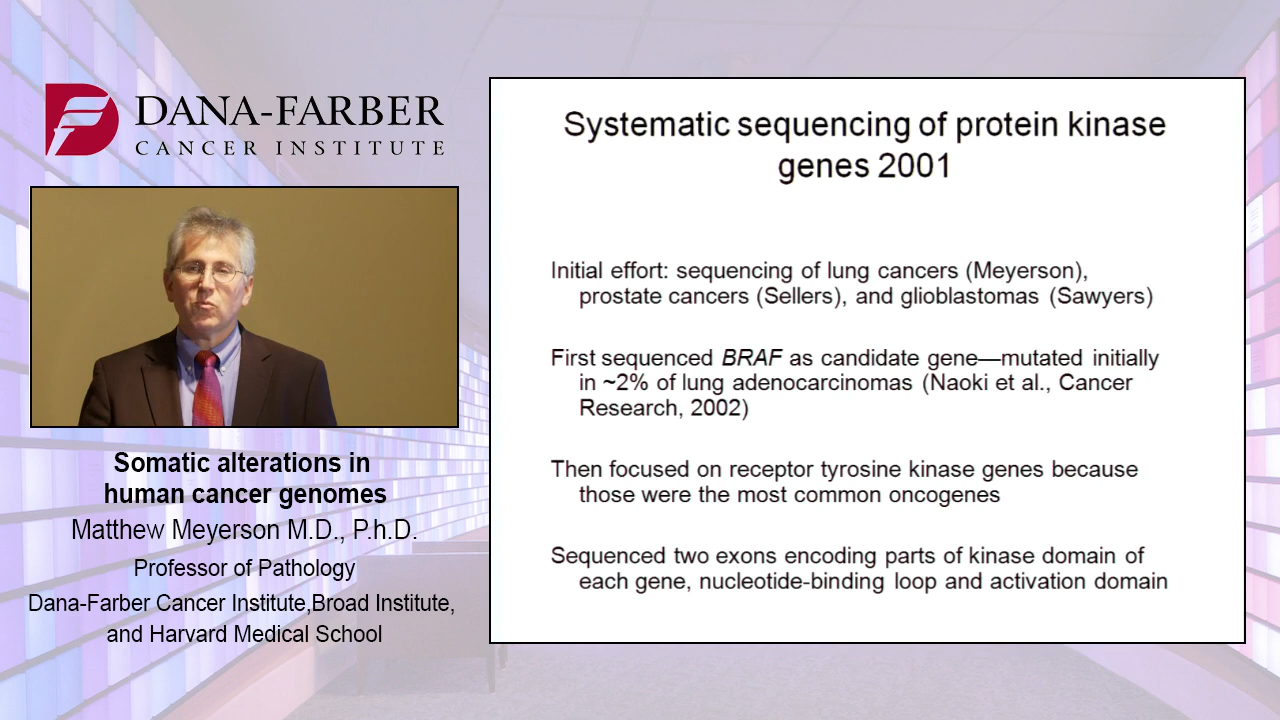 DANA-FARBER
CANCER INSTITUTE
Somatic alterations in
human cancer genomes
Matthew Meyerson M.D., P.h.D.
Professor of Pathology
Dana-Farber Cancer Institute,Broad Institute,
and Harvard Medical School
Systematic sequencing of protein kinase
genes 2001
Initial effort: sequencing of lung cancers (Meyerson),
prostate cancers (Sellers), and glioblastomas (Sawyers)
First sequenced BRAF as candidate gene—mutated initially
in ~2% of lung adenocarcinomas (Naoki et al., Cancer
Research, 2002)
Then focused on receptor tyrosine kinase genes because
those were the most common oncogenes
Sequenced two exons encoding parts of kinase domain of
each gene, nucleotide-binding loop and activation domain